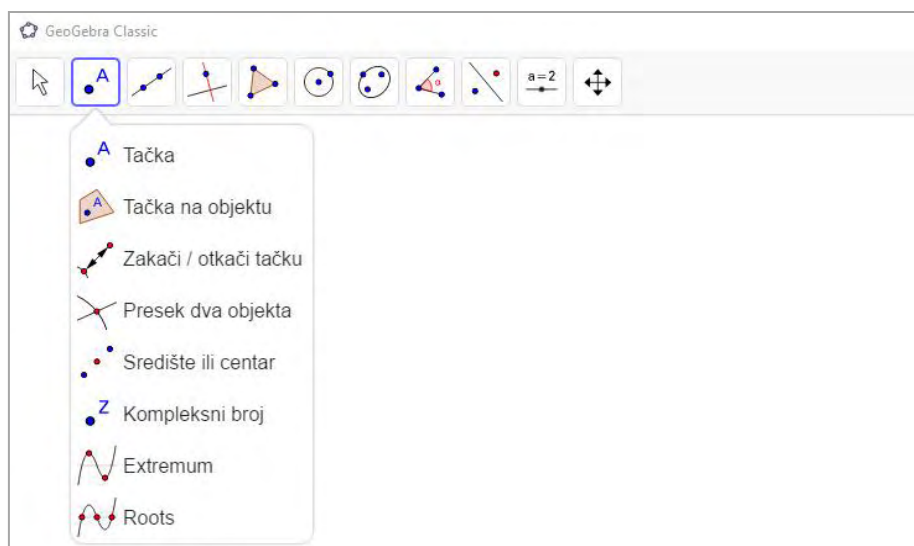 GeoGebra Classic
A
α
a=2
A Tačka
A Tačka na objektu
Zakači / otkači tačku
Presek dva objekta
Središte ili centar
Z Kompleksni broj
Extremum
Roots